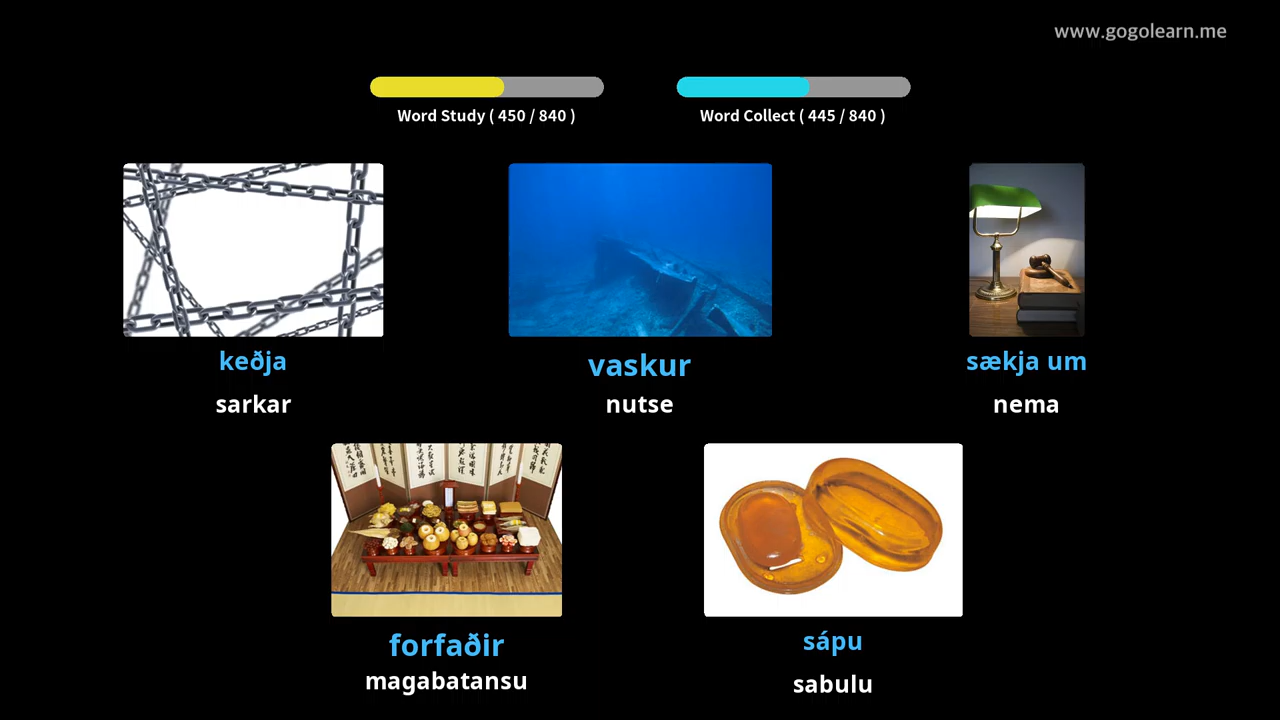 www.gogolearn.me
Word Study ( 450 / 840 )
Word Collect ( 445 / 840 )
keðja
sarkar
vaskur
nutse
sækja um
nema
forfaðir
magabatansu
sápu
sabulu